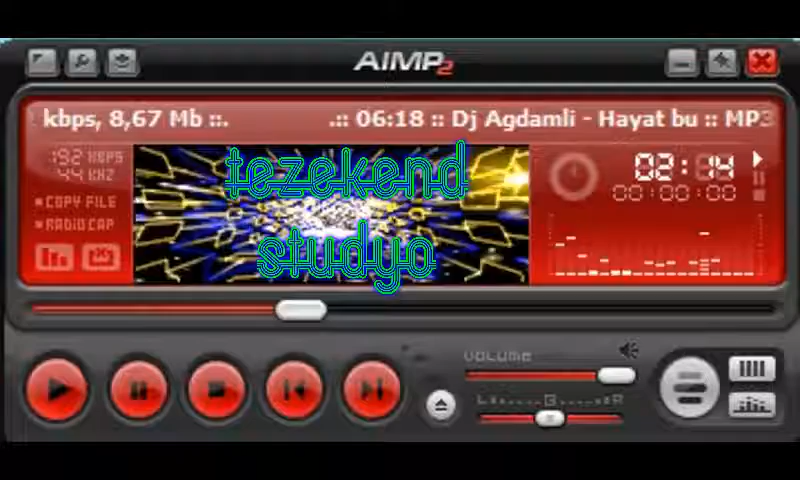 AIMP2
kbps, 8,67 Mb ::. .:: 06:18 :: Dj Agdamli - Hayat bu :: MP3
192 KBPS
44 KHZ
COPY FILE
RADIO CAP
tezekend
studyo
02:14
00:00:00
VOLUME
L B R